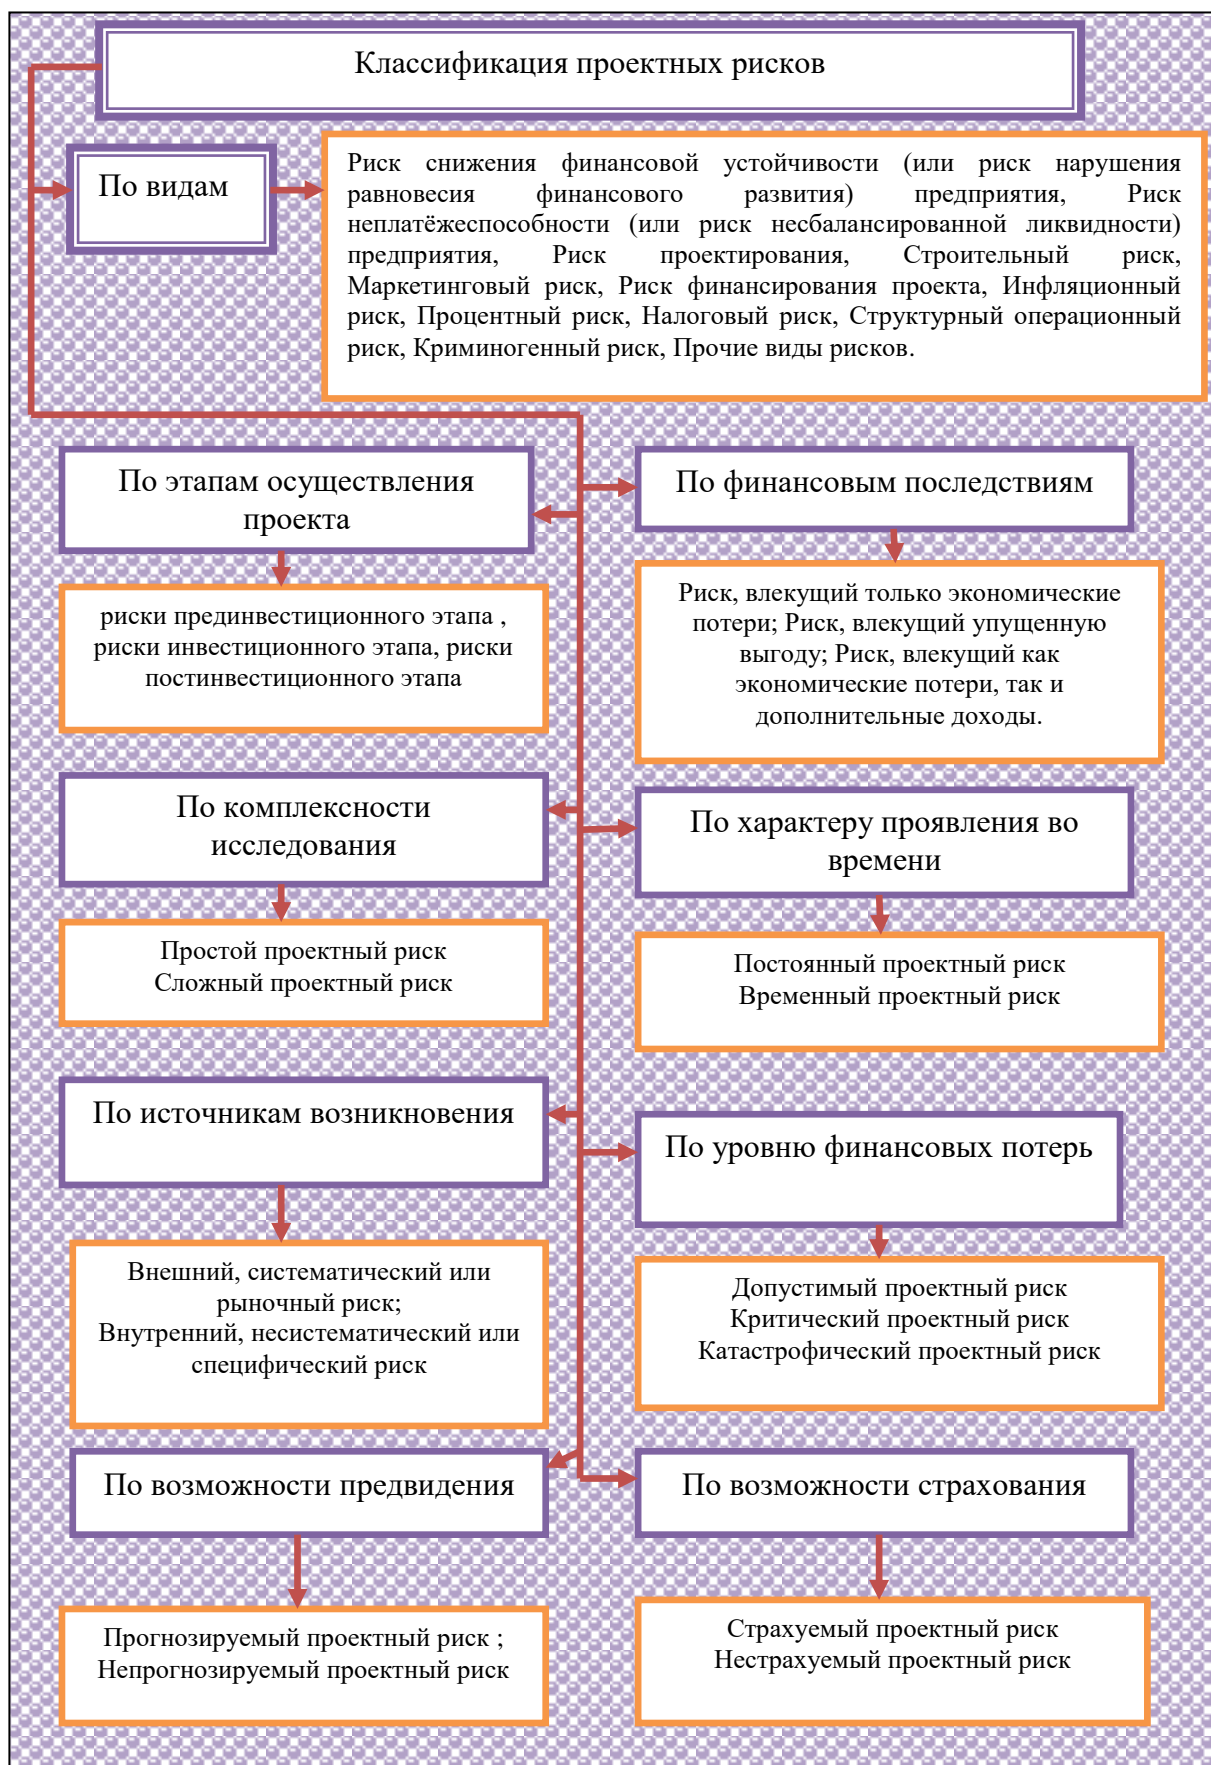 Классификация проектных рисков
По видам
Риск снижения финансовой устойчивости (или риск нарушения
равновесия финансового развития) предприятия, Риск
неплатёжеспособности (или риск несбалансированной ликвидности)
предприятия, Риск проектирования, Строительный риск,
Маркетинговый риск, Риск финансирования проекта, Инфляционный
риск, Процентный риск, Налоговый риск, Структурный операционный
риск, Криминогенный риск, Прочие виды рисков.
По этапам осуществления
проекта
риски прединвестиционного этапа ,
риски инвестиционного этапа, риски
постинвестиционного этапа
По финансовым последствиям
Риск, влекущий только экономические
потери; Риск, влекущий упущенную
выгоду; Риск, влекущий как
экономические потери, так и
дополнительные доходы.
По комплексности
исследования
Простой проектный риск
Сложный проектный риск
По характеру проявления во
времени
Постоянный проектный риск
Временный проектный риск
По источникам возникновения
Внешний, систематический или
рыночный риск;
Внутренний, несистематический или
специфический риск
По уровню финансовых потерь
Допустимый проектный риск
Критический проектный риск
Катастрофический проектный риск
По возможности предвидения
Прогнозируемый проектный риск ;
Непрогнозируемый проектный риск
По возможности страхования
Страхуемый проектный риск
Нестрахуемый проектный риск